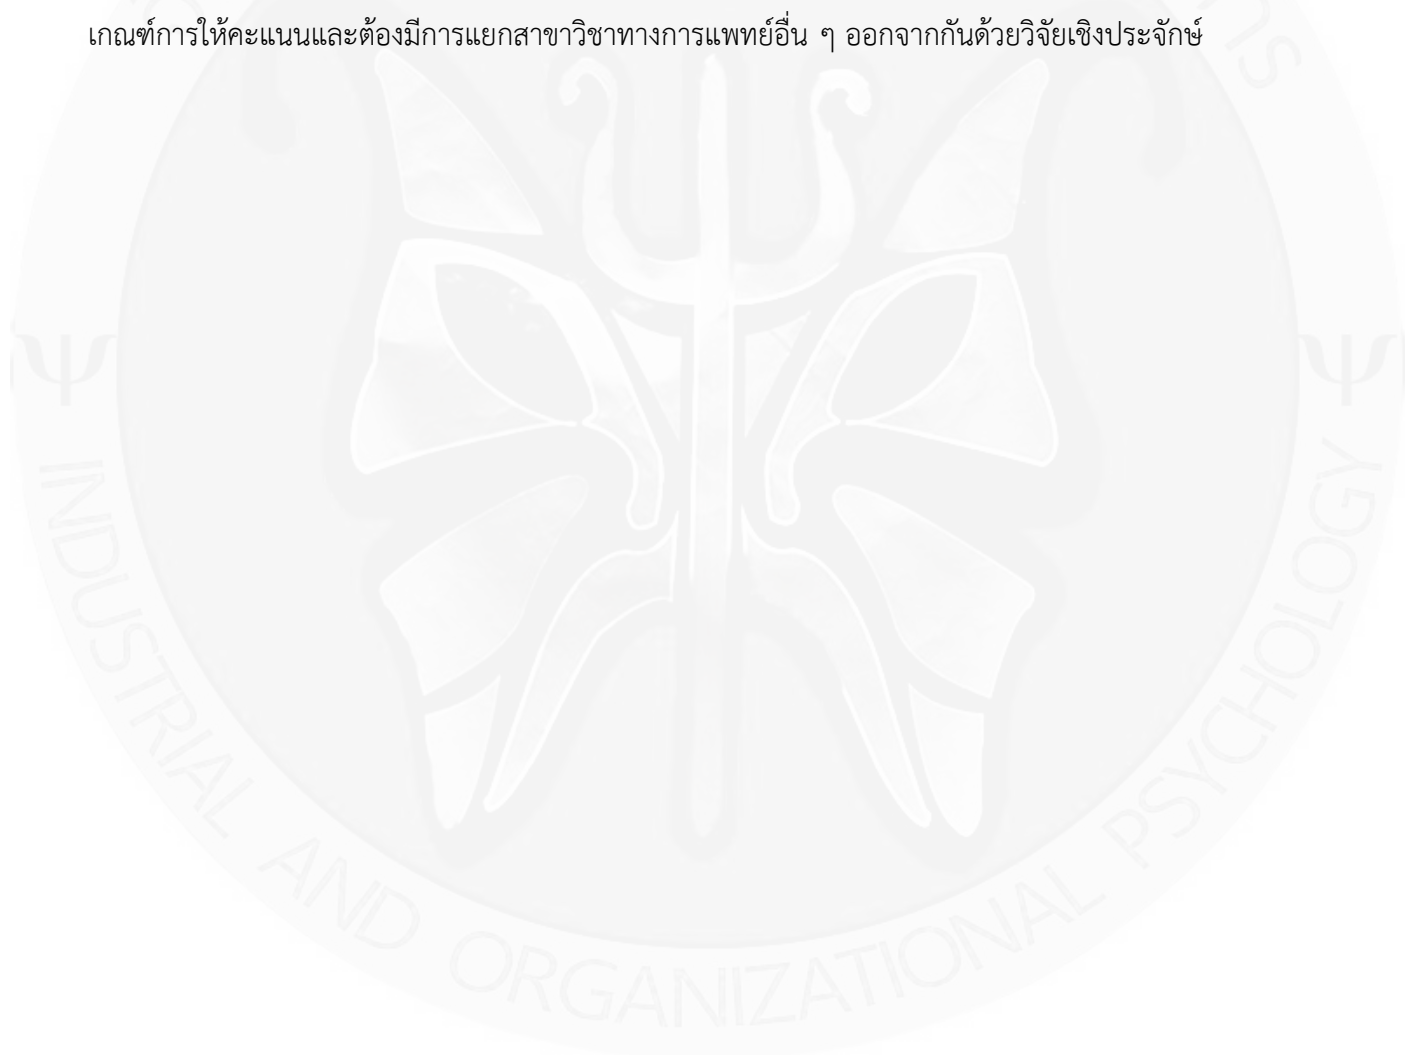 เกณฑ์การให้คะแนนและต้องมีการแยกสาขาวิชาทางการแพทย์อื่น ๆ ออกจากกันด้วยวิจัยเชิงประจักษ์
Ψ Ψ
INDUSTRIAL AND ORGANIZATIONAL PSYCHOLOGY